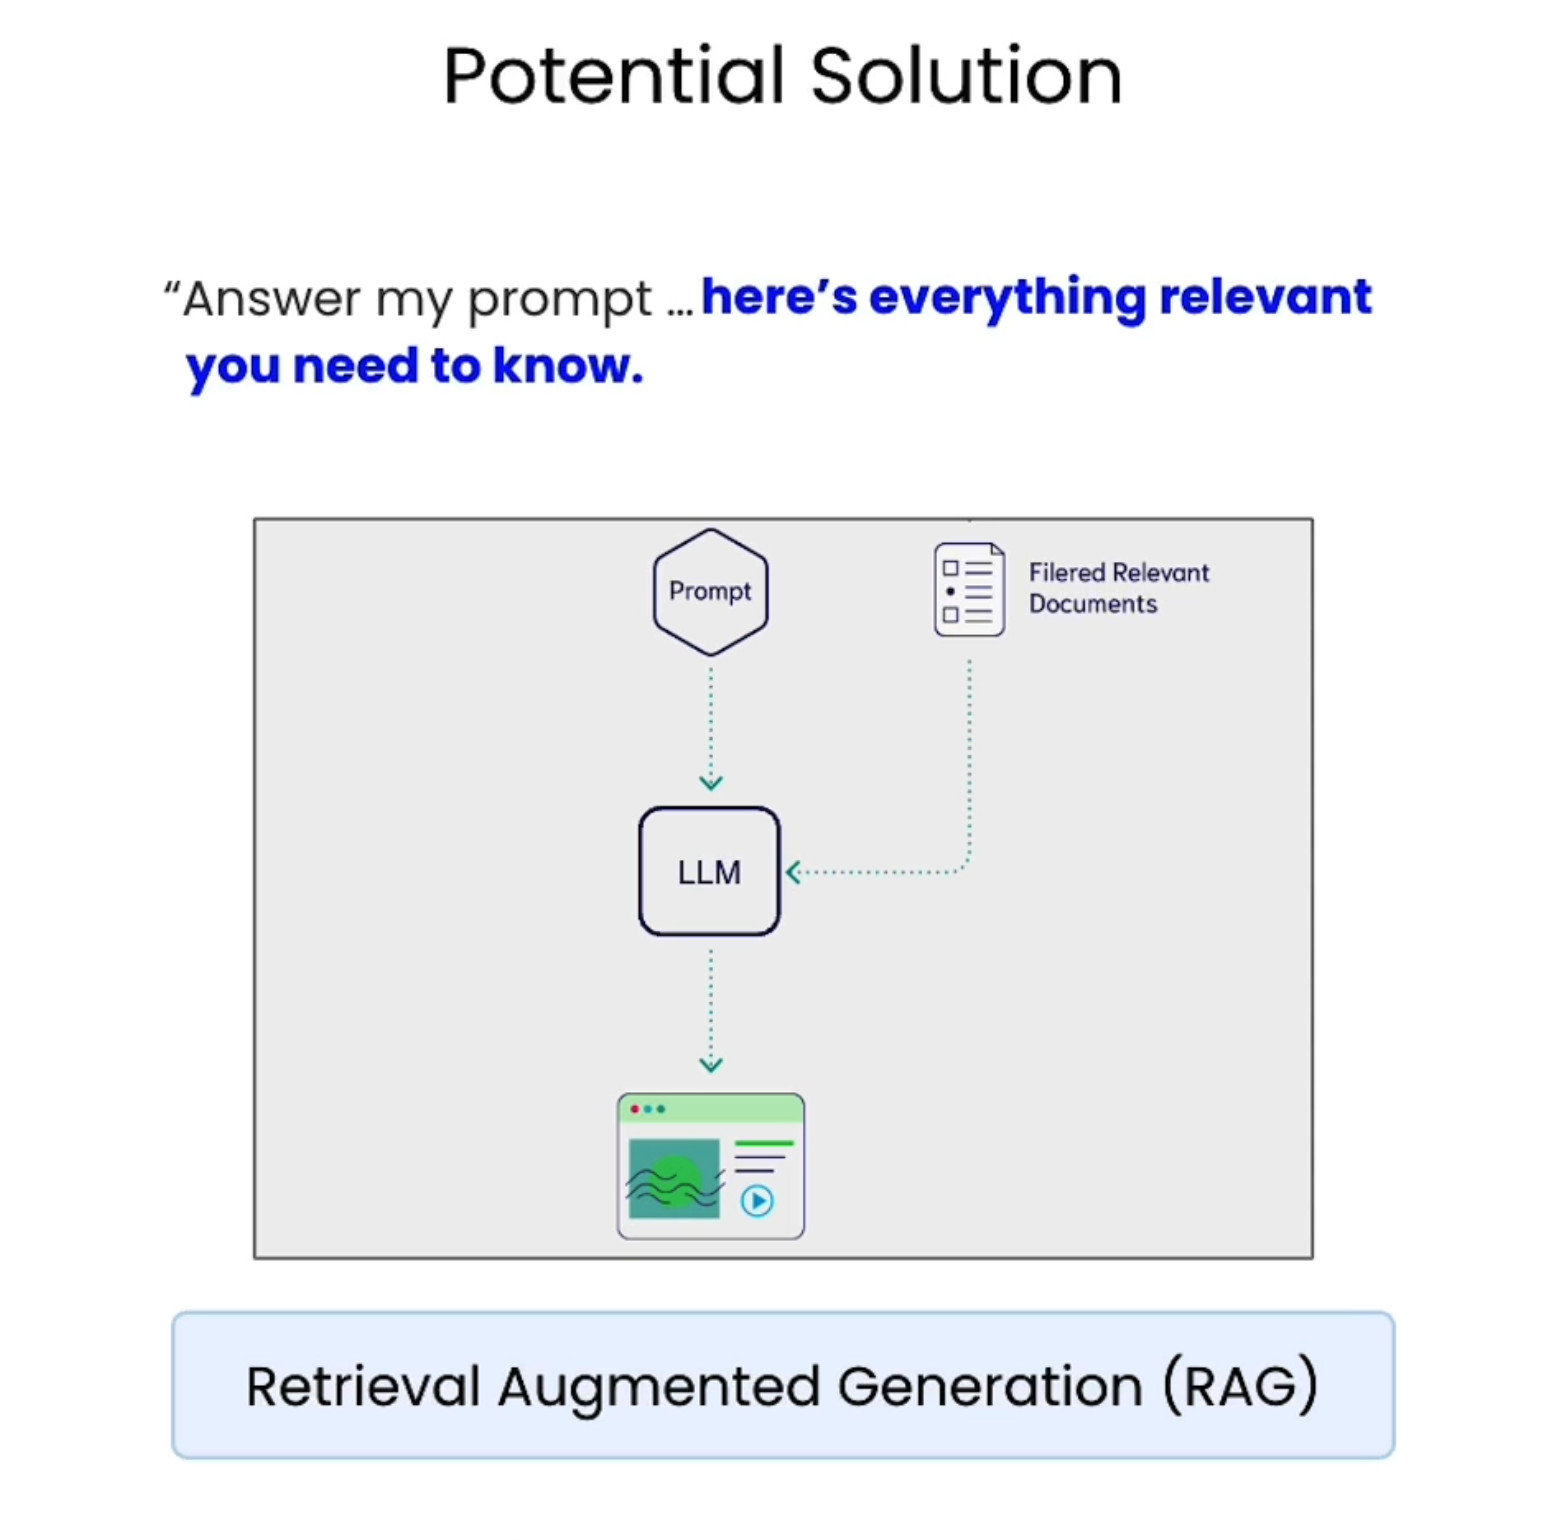 Potential Solution
“Answer my prompt ... here’s everything relevant
you need to know.
Prompt
Filered Relevant
Documents
LLM
Retrieval Augmented Generation (RAG)